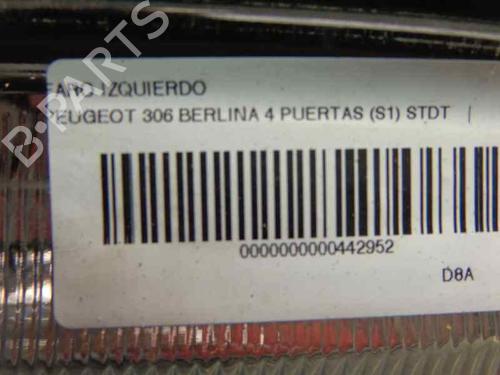 FARO IZQUIERDO
PEUGEOT 306 BERLINA 4 PUERTAS (S1) STDT |
0000000000442952
D8A
B-PARTS